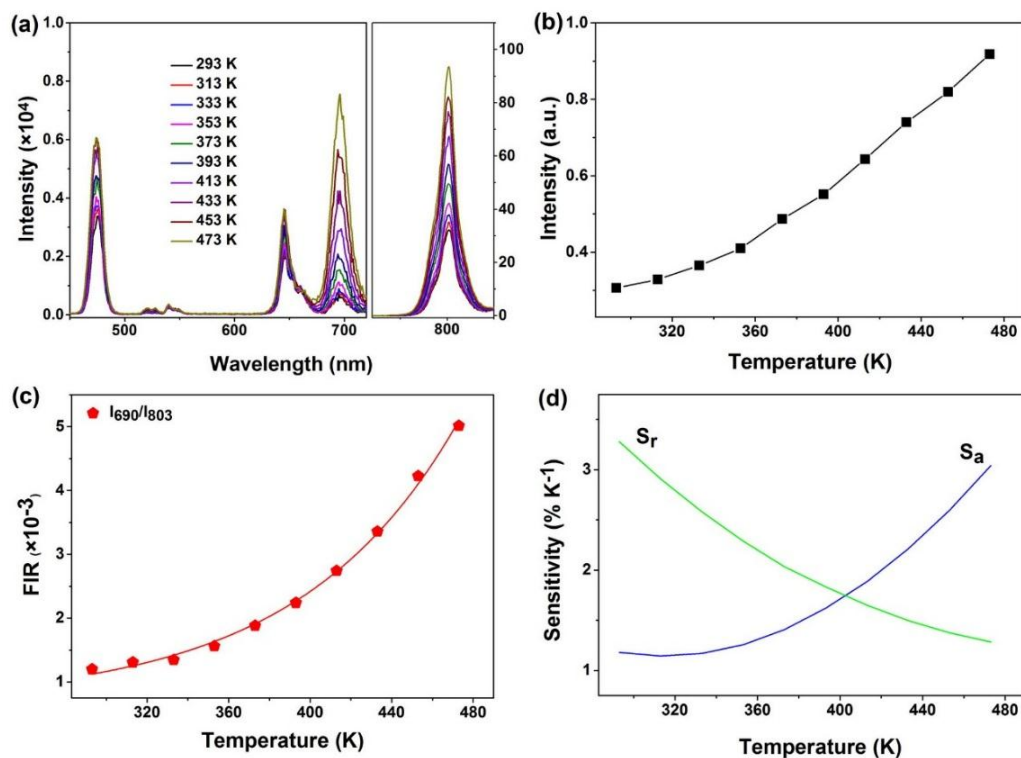 (a)
1.0
0.8
0.6
0.4
0.2
0.0
Intensity (×10⁴)
293 K
313 K
333 K
353 K
373 K
393 K
413 K
433 K
453 K
473 K
100
80
60
40
20
0
500
600
700
800
Wavelength (nm)
(b)
1.0
0.8
0.6
0.4
Intensity (a.u.)
320
360
400
440
480
Temperature (K)
(c)
I₆₉₀/I₈₀₃
5
4
3
2
1
FIR (×10⁻³)
320
360
400
440
480
Temperature (K)
(d)
Sᵣ
Sₐ
3
2
1
Sensitivity (% K⁻¹)
320
360
400
440
480
Temperature (K)